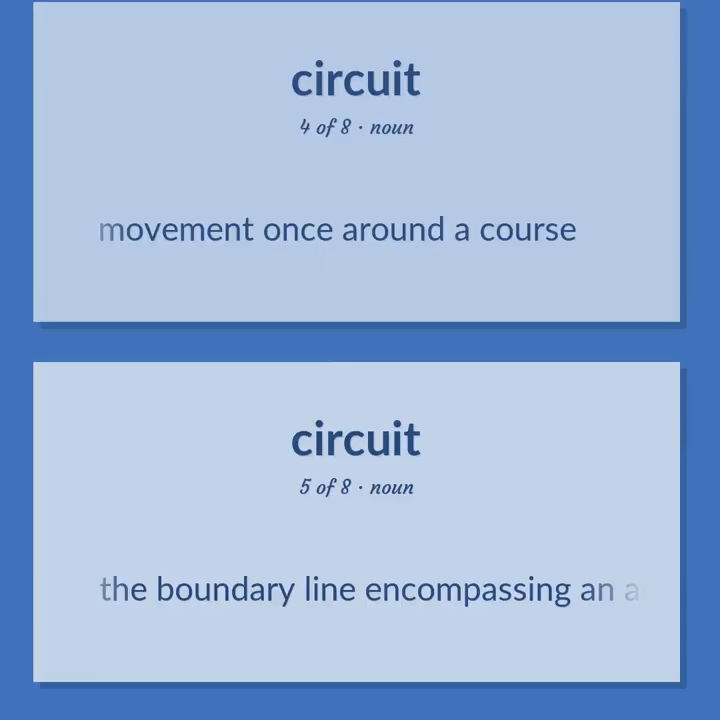 circuit
4 of 8 · noun
movement once around a course
circuit
5 of 8 · noun
the boundary line encompassing an